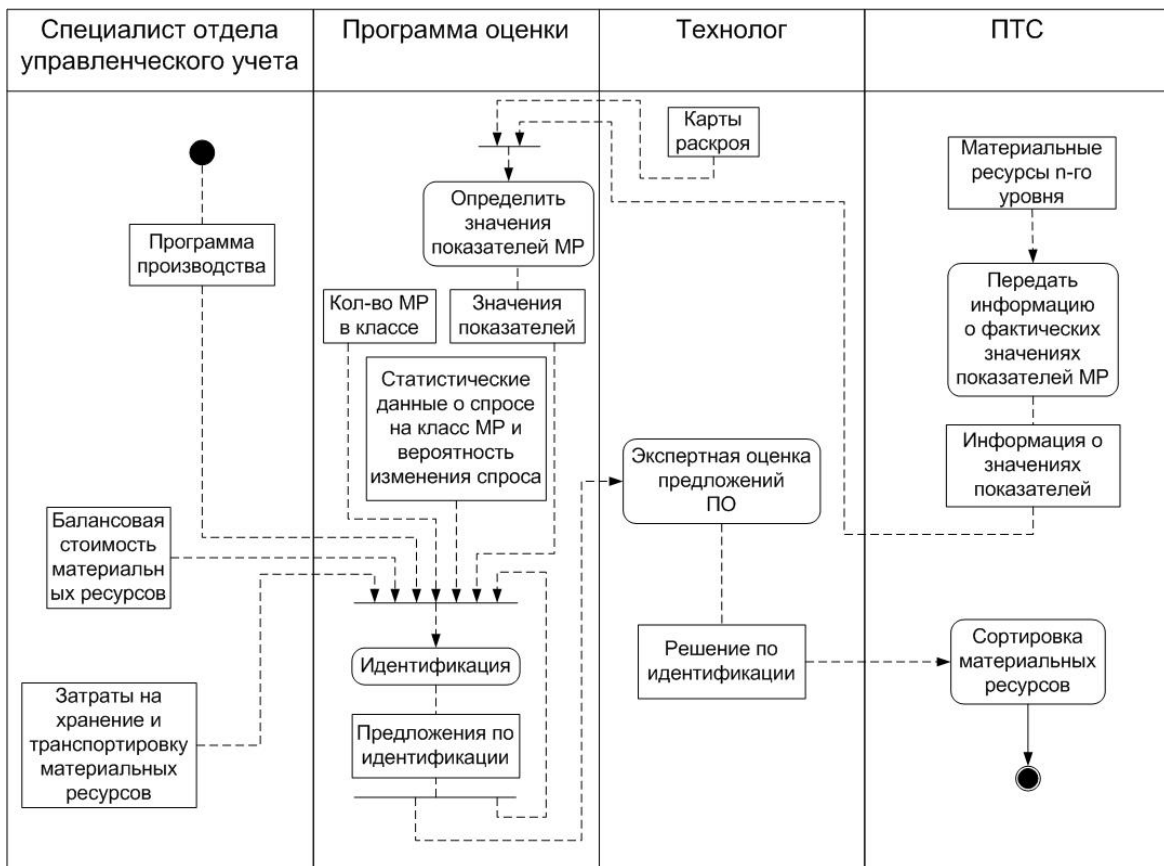 Специалист отдела
управленческого учета
Программа оценки
Технолог
ПТС
Программа
производства
Балансовая
стоимость
материальн
ых ресурсов
Затраты на
хранение и
транспортировку
материальных
ресурсов
Определить
значения
показателей МР
Кол-во МР
в классе
Значения
показателей
Статистические
данные о спросе
на класс МР и
вероятность
изменения спроса
Идентификация
Предложения по
идентификации
Карты
раскроя
Экспертная оценка
предложений
ПО
Решение по
идентификации
Материальные
ресурсы n-го
уровня
Передать
информацию
о фактических
значениях
показателей МР
Информация о
значениях
показателей
Сортировка
материальных
ресурсов